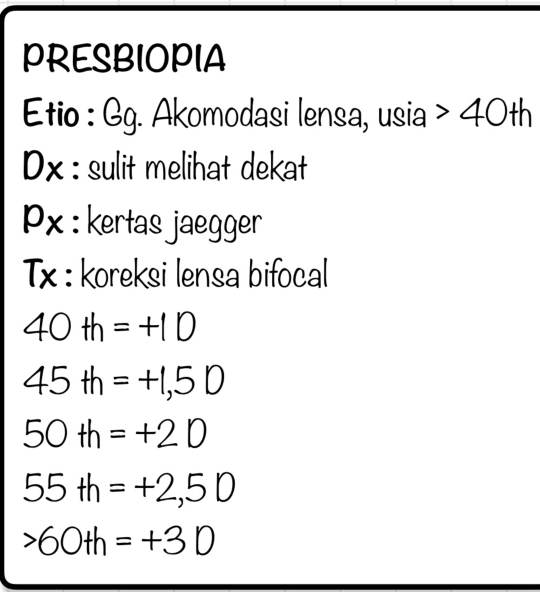 PRESBIOPIA
Etio : Gg. Akomodasi lensa, usia > 40th
Dx : sulit melihat dekat
Px : kertas jaegger
Tx : koreksi lensa bifocal
40 th = +1 D
45 th = +1,5 D
50 th = +2 D
55 th = +2,5 D
>60th = +3 D